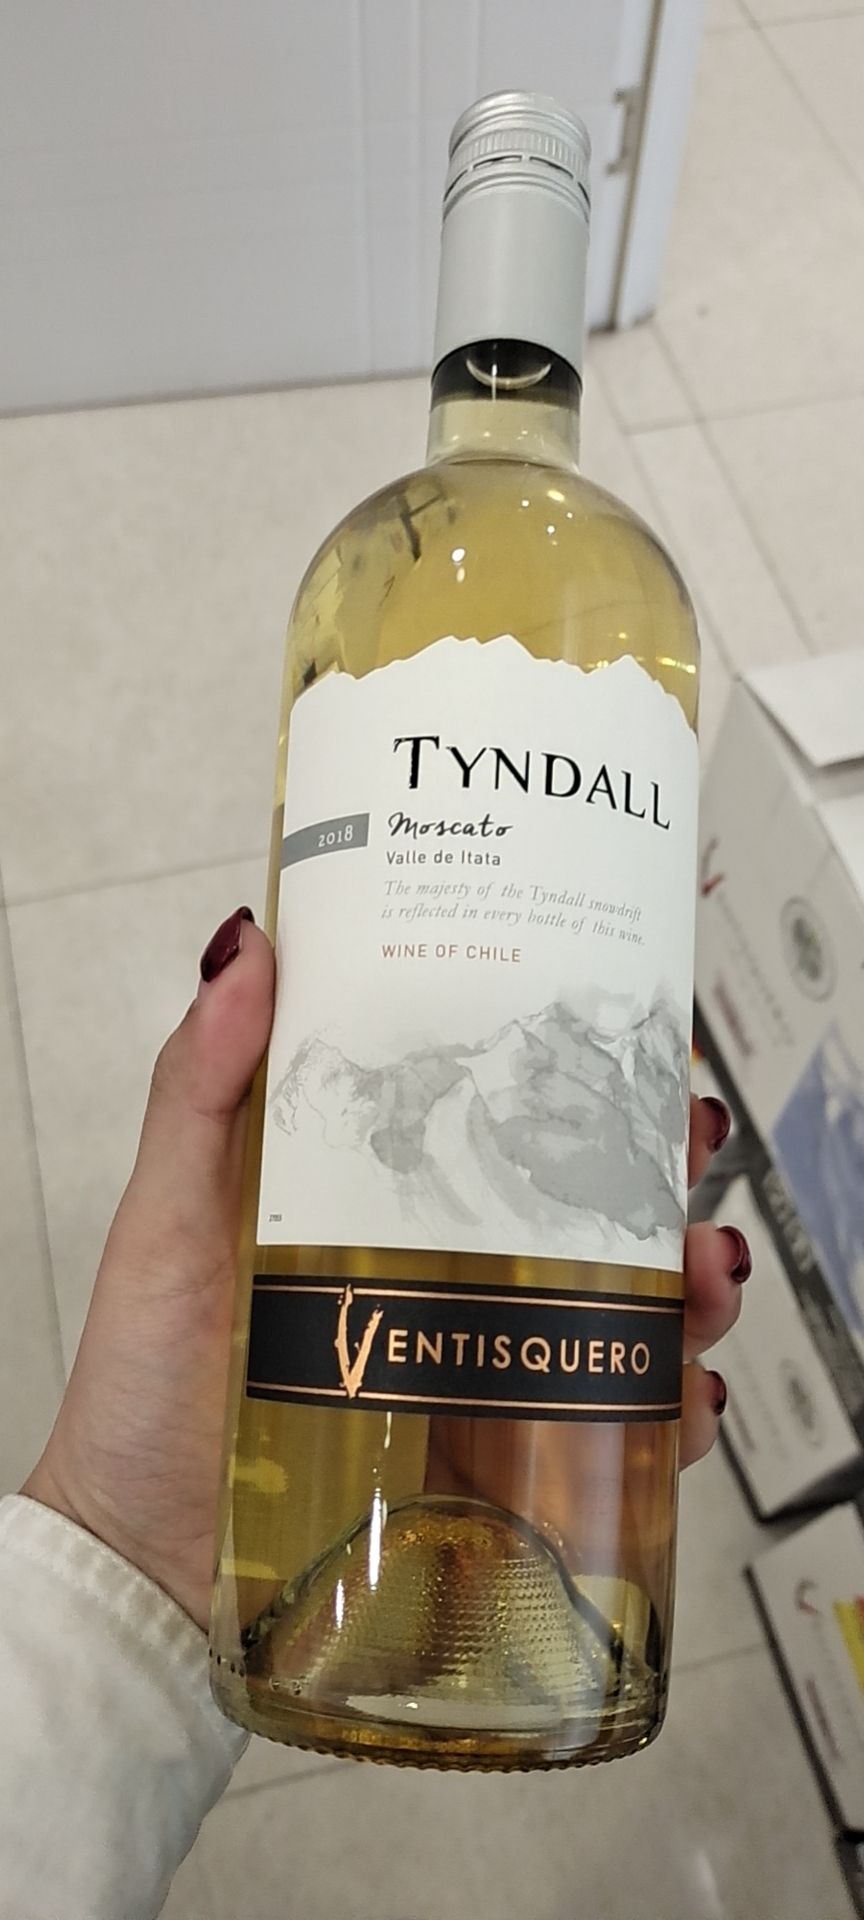 TYNDALL
2018
Moscato
Valle de Itata
The majesty of the Tyndall snowdrift
is reflected in every bottle of this wine.
WINE OF CHILE
VENTISQUERO